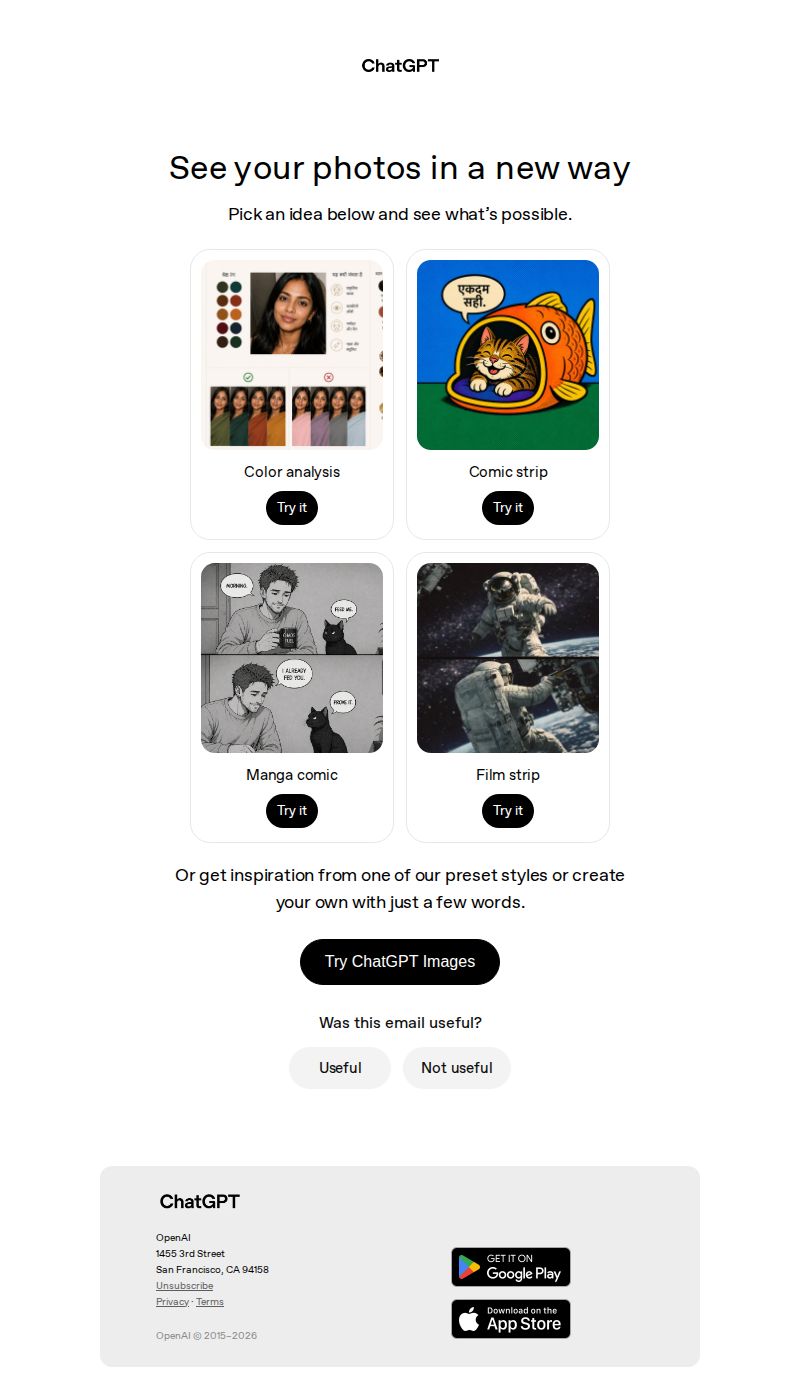 ChatGPT
See your photos in a new way
Pick an idea below and see what’s possible.
एकदम
सही.
Color analysis
Try it
Comic strip
Try it
MORNING.
FEED ME.
CHAOS
FUEL
I ALREADY
FED YOU.
PROVE IT.
Manga comic
Try it
Film strip
Try it
Or get inspiration from one of our preset styles or create
your own with just a few words.
Try ChatGPT Images
Was this email useful?
Useful
Not useful
ChatGPT
OpenAI
1455 3rd Street
San Francisco, CA 94158
Unsubscribe
Privacy · Terms
OpenAI © 2015–2026
GET IT ON
Google Play
Download on the
App Store